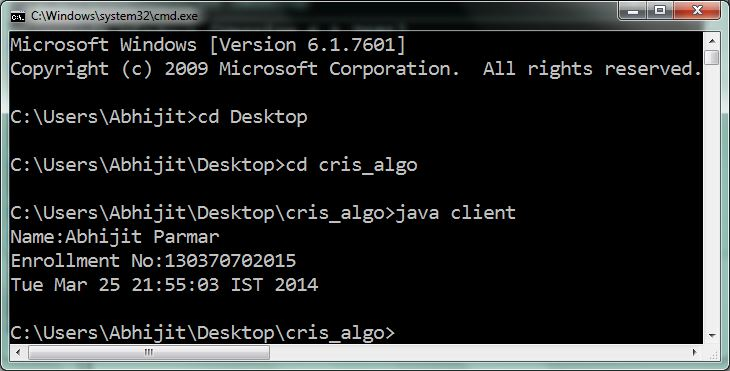 C:\Windows\system32\cmd.exe
Microsoft Windows [Version 6.1.7601]
Copyright (c) 2009 Microsoft Corporation.  All rights reserved.
C:\Users\Abhijit>cd Desktop
C:\Users\Abhijit\Desktop>cd cris_algo
C:\Users\Abhijit\Desktop\cris_algo>java client
Name:Abhijit Parmar
Enrollment No:130370702015
Tue Mar 25 21:55:03 IST 2014
C:\Users\Abhijit\Desktop\cris_algo>